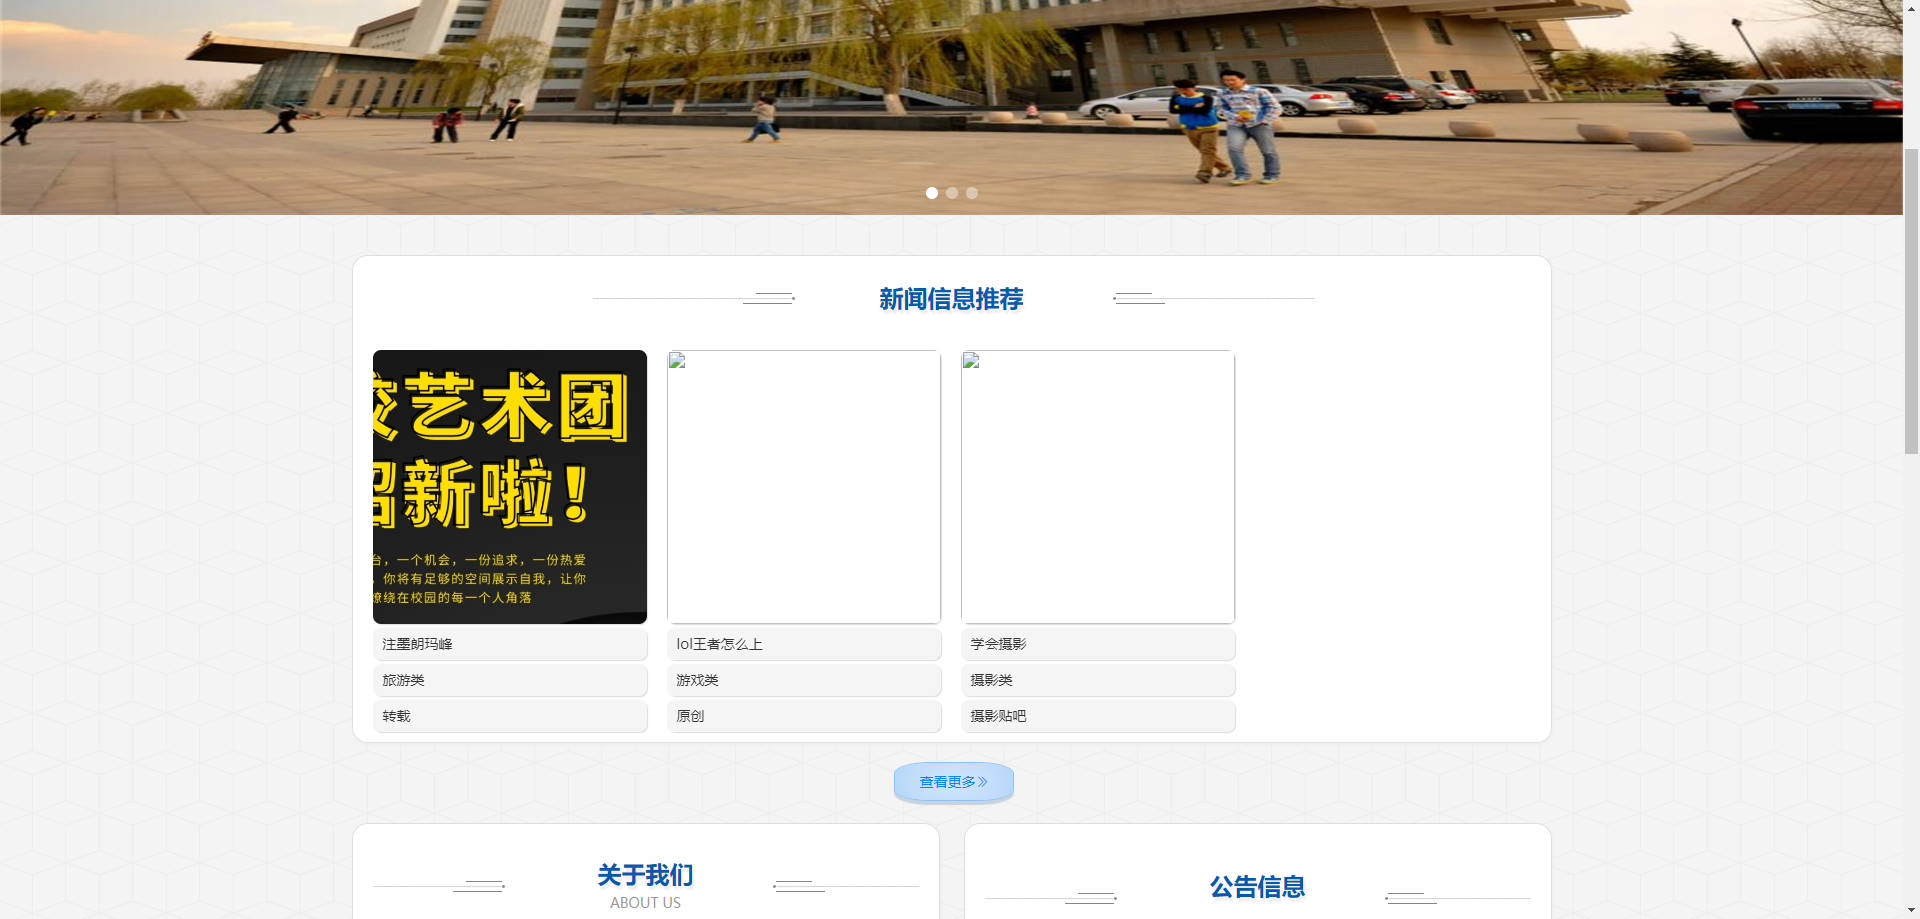 新闻信息推荐
校艺术团
招新啦！
台，一个机会，一份追求，一份热爱
，你将有足够的空间展示自我，让你
缭绕在校园的每一个人角落
注墨朗玛峰
lol王者怎么上
学会摄影
旅游类
游戏类
摄影类
转载
原创
摄影贴吧
查看更多
关于我们
ABOUT US
公告信息